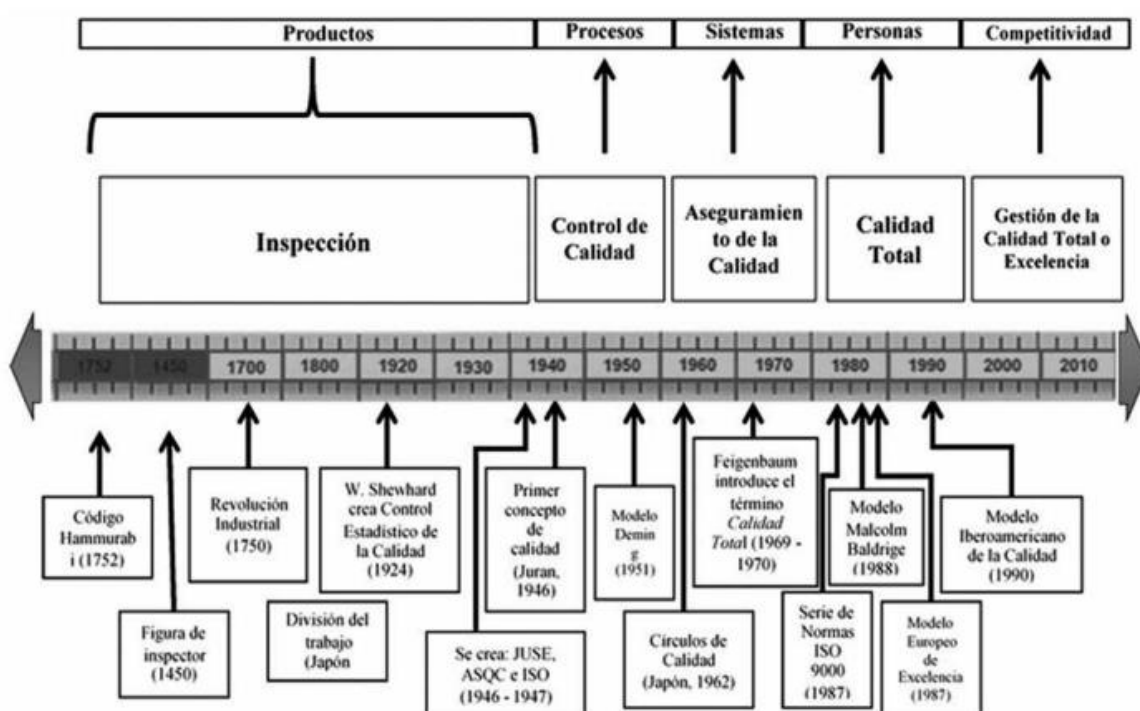 Productos
Procesos
Sistemas
Personas
Competitividad
Inspección
Control de
Calidad
Aseguramien
to de la
Calidad
Calidad
Total
Gestión de la
Calidad Total o
Excelencia
1752
1450
1700
1800
1920
1930
1940
1950
1960
1970
1980
1990
2000
2010
Código
Hammurab
i (1752)
Figura de
inspector
(1450)
Revolución
Industrial
(1750)
División del
trabajo
(Japón
W. Shewhard
crea Control
Estadístico de
la Calidad
(1924)
Se crea: JUSE,
ASQC e ISO
(1946 - 1947)
Primer
concepto
de
calidad
(Juran,
1946)
Modelo
Demin
g
(1951)
Círculos de
Calidad
(Japón, 1962)
Feigenbaum
introduce el
término
Calidad
Total (1969 -
1970)
Serie de
Normas
ISO
9000
(1987)
Modelo
Malcolm
Baldrige
(1988)
Modelo
Europeo
de
Excelencia
(1987)
Modelo
Iberoamericano
de la Calidad
(1990)